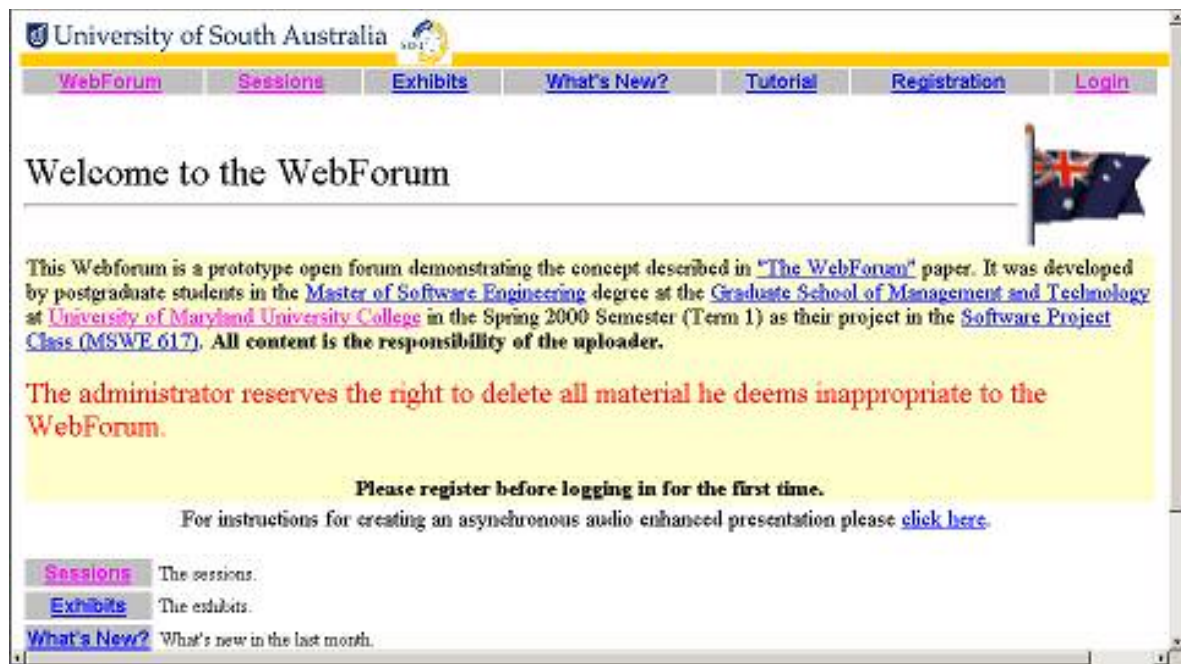 University of South Australia
WebForum Sessions Exhibits What's New? Tutorial Registration Login
Welcome to the WebForum
This Webforum is a prototype open forum demonstrating the concept described in "The WebForum" paper. It was developed
by postgraduate students in the Master of Software Engineering degree at the Graduate School of Management and Technology
at University of Maryland University College in the Spring 2000 Semester (Term 1) as their project in the Software Project
Class (MSWE 617). All content is the responsibility of the uploader.
The administrator reserves the right to delete all material he deems inappropriate to the
WebForum.
Please register before logging in for the first time.
For instructions for creating an asynchronous audio enhanced presentation please click here.
Sessions The sessions.
Exhibits The exhibits.
What's New? What's new in the last month.